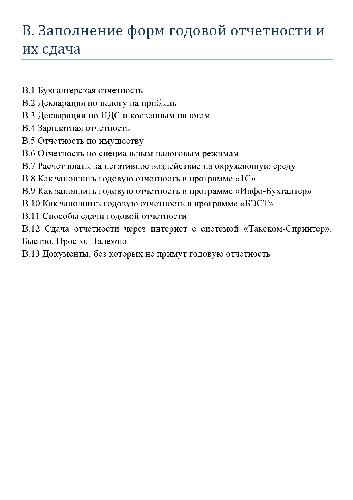 В. Заполнение форм годовой отчетности и
их сдача
В.1 Бухгалтерская отчетность
В.2 Декларация по налогу на прибыль
В.3 Декларация по НДС и косвенным налогам
В.4 Зарплатная отчетность
В.5 Отчетность по имуществу
В.6 Отчетность по специальным налоговым режимам
В.7 Расчет платы за негативное воздействие на окружающую среду
В.8 Как заполнить годовую отчетность в программе «1С»
В.9 Как заполнить годовую отчетность в программе «Инфо-Бухгалтер»
В.10 Как заполнить годовую отчетность в программе «БЭСТ»
В.11 Способы сдачи годовой отчетности
В.12 Сдача отчетности через интернет с системой «Такском-Спринтер».
Быстро. Просто. Надежно
В.13 Документы, без которых не примут годовую отчетность